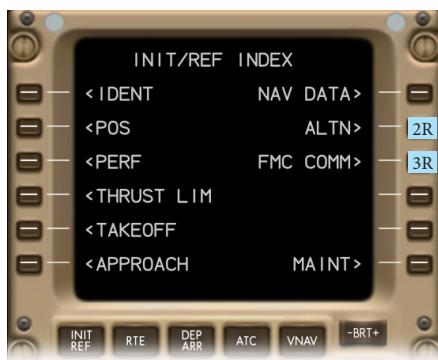 INIT/REF INDEX
<IDENT NAV DATA>
<POS ALTN> 2R
<PERF FMC COMM> 3R
<THRUST LIM
<TAKEOFF
<APPROACH MAINT>
INIT REF RTE DEP ARR ATC VNAV -BRT+